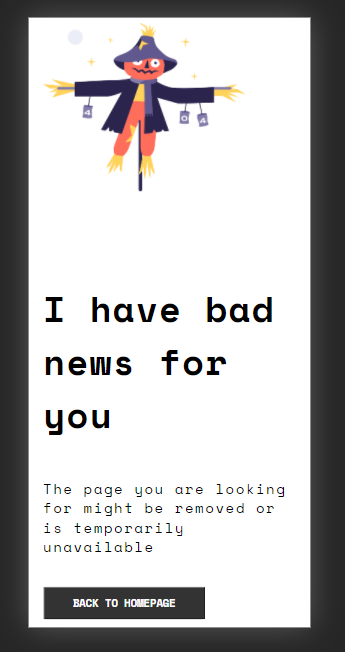 4 0 4
I have bad
news for
you
The page you are looking
for might be removed or
is temporarily
unavailable
BACK TO HOMEPAGE